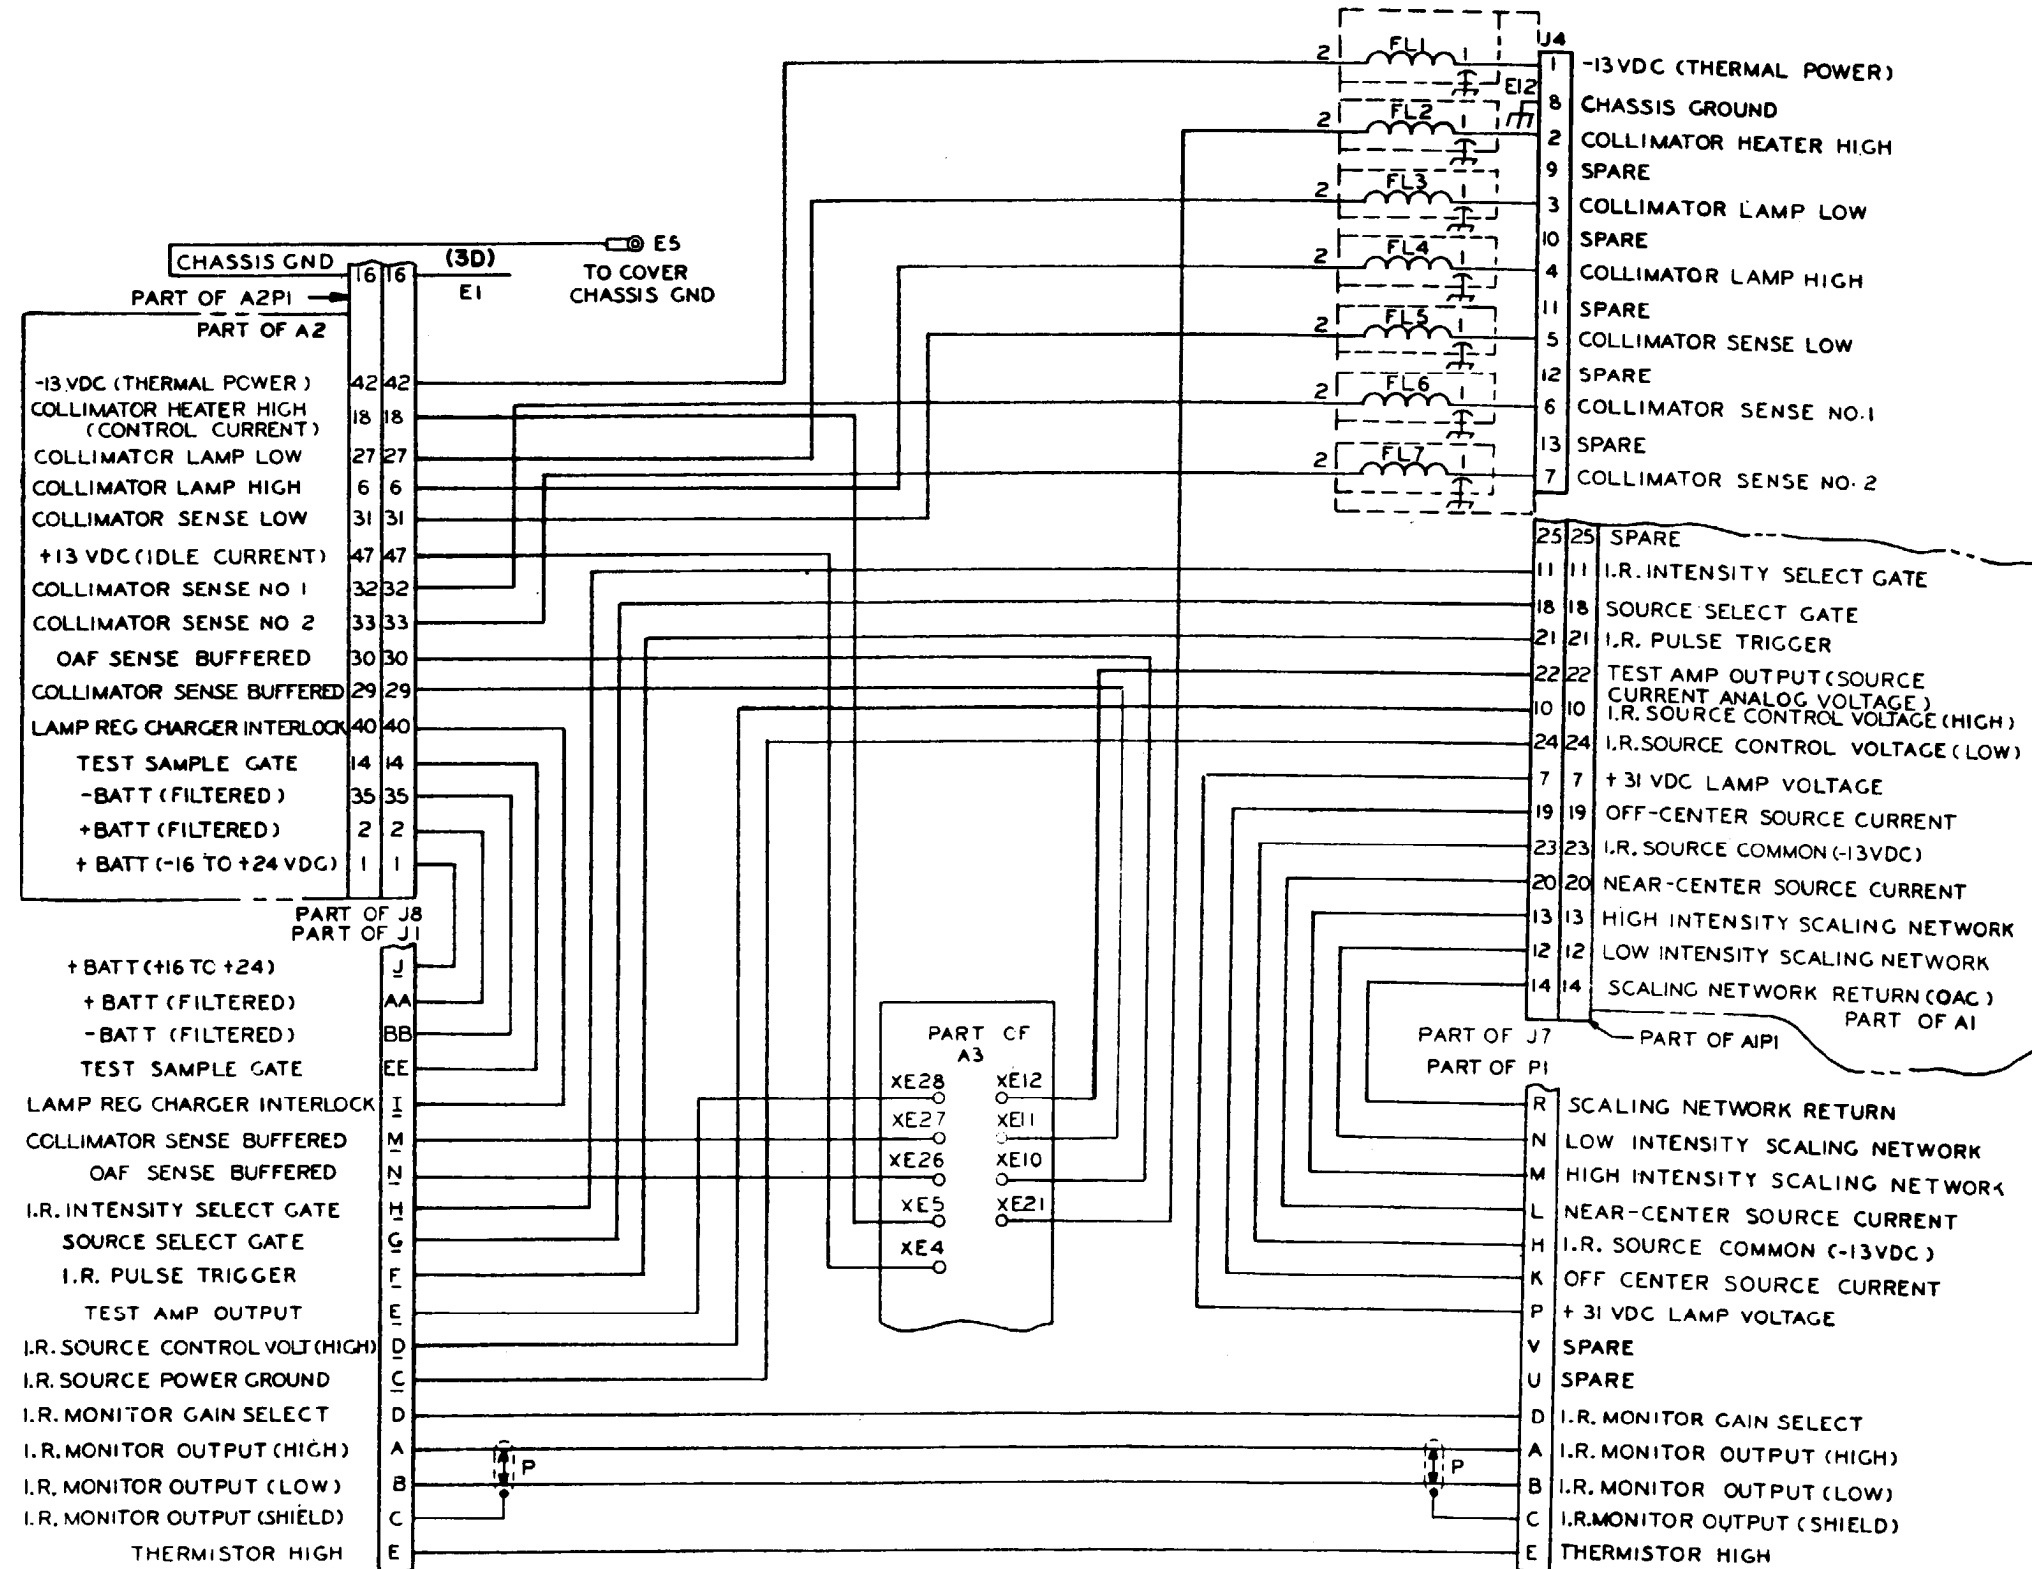 FL1
2
1
J4
1 -13VDC (THERMAL POWER)
E12
8 CHASSIS GROUND
FL2
2
1
2 COLLIMATOR HEATER HIGH
9 SPARE
FL3
2
1
3 COLLIMATOR LAMP LOW
10 SPARE
FL4
2
1
4 COLLIMATOR LAMP HIGH
11 SPARE
FL5
2
1
5 COLLIMATOR SENSE LOW
12 SPARE
FL6
2
1
6 COLLIMATOR SENSE NO.1
13 SPARE
FL7
2
1
7 COLLIMATOR SENSE NO. 2
CHASSIS GND 16 16 (3D)
E1
E5
TO COVER
CHASSIS GND
PART OF A2P1
PART OF A2
-13 VDC (THERMAL POWER) 42 42
COLLIMATOR HEATER HIGH
(CONTROL CURRENT) 18 18
COLLIMATOR LAMP LOW 27 27
COLLIMATOR LAMP HIGH 6 6
COLLIMATOR SENSE LOW 31 31
+13 VDC (IDLE CURRENT) 47 47
COLLIMATOR SENSE NO 1 32 32
COLLIMATOR SENSE NO 2 33 33
OAF SENSE BUFFERED 30 30
COLLIMATOR SENSE BUFFERED 29 29
LAMP REG CHARGER INTERLOCK 40 40
TEST SAMPLE GATE 14 14
-BATT (FILTERED) 35 35
+BATT (FILTERED) 2 2
+ BATT (-16 TO +24 VDC) 1 1
PART OF J8
PART OF J1
+ BATT (+16 TO +24) J
+ BATT (FILTERED) AA
-BATT (FILTERED) BB
TEST SAMPLE GATE EE
LAMP REG CHARGER INTERLOCK I
COLLIMATOR SENSE BUFFERED M
OAF SENSE BUFFERED N
I.R. INTENSITY SELECT GATE H
SOURCE SELECT GATE G
I.R. PULSE TRIGGER F
TEST AMP OUTPUT E
I.R. SOURCE CONTROL VOLT (HIGH) D
I.R. SOURCE POWER GROUND C
I.R. MONITOR GAIN SELECT D
I.R. MONITOR OUTPUT (HIGH) A
I.R. MONITOR OUTPUT (LOW) B
I.R. MONITOR OUTPUT (SHIELD) C
THERMISTOR HIGH E
P
P
PART OF
A3
XE28 XE12
XE27 XE11
XE26 XE10
XE5 XE21
XE4
25 25 SPARE
11 11 I.R. INTENSITY SELECT GATE
18 18 SOURCE SELECT GATE
21 21 I.R. PULSE TRIGGER
22 22 TEST AMP OUTPUT (SOURCE
CURRENT ANALOG VOLTAGE)
10 10 I.R. SOURCE CONTROL VOLTAGE (HIGH)
24 24 I.R. SOURCE CONTROL VOLTAGE (LOW)
7 7 + 31 VDC LAMP VOLTAGE
19 19 OFF-CENTER SOURCE CURRENT
23 23 I.R. SOURCE COMMON (-13VDC)
20 20 NEAR-CENTER SOURCE CURRENT
13 13 HIGH INTENSITY SCALING NETWORK
12 12 LOW INTENSITY SCALING NETWORK
14 14 SCALING NETWORK RETURN (OAC)
PART OF A1
PART OF J7
PART OF A1P1
PART OF P1
R SCALING NETWORK RETURN
N LOW INTENSITY SCALING NETWORK
M HIGH INTENSITY SCALING NETWORK
L NEAR-CENTER SOURCE CURRENT
H I.R. SOURCE COMMON (-13VDC)
K OFF CENTER SOURCE CURRENT
P + 31 VDC LAMP VOLTAGE
V SPARE
U SPARE
D I.R. MONITOR GAIN SELECT
A I.R. MONITOR OUTPUT (HIGH)
B I.R. MONITOR OUTPUT (LOW)
C I.R. MONITOR OUTPUT (SHIELD)
E THERMISTOR HIGH